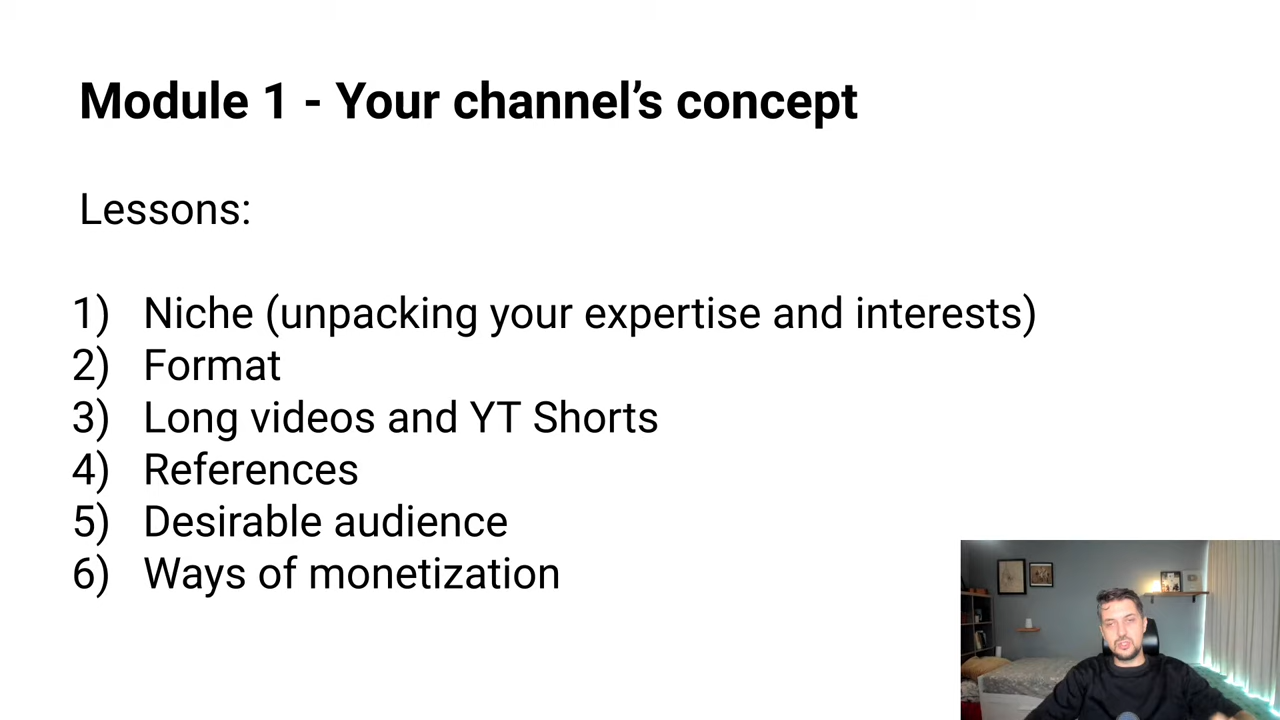 Module 1 - Your channel’s concept
Lessons:
1) Niche (unpacking your expertise and interests)
2) Format
3) Long videos and YT Shorts
4) References
5) Desirable audience
6) Ways of monetization